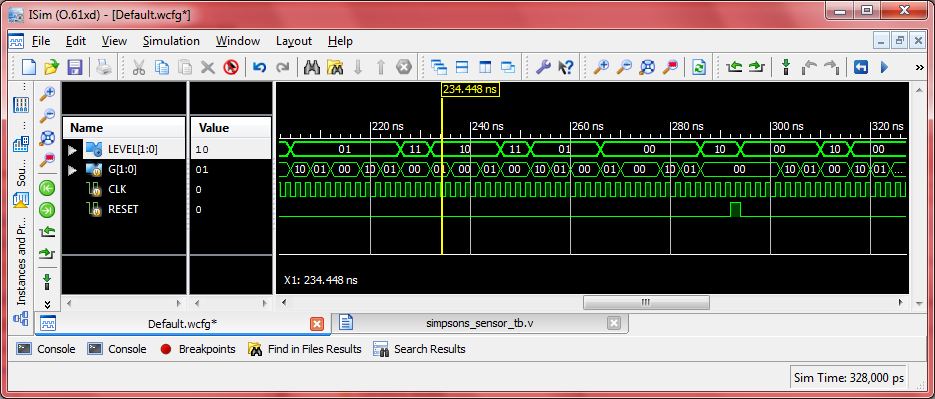 ISim (O.61xd) - [Default.wcfg*]
File Edit View Simulation Window Layout Help
»
234.448 ns
Name Value
220 ns 240 ns 260 ns 280 ns 300 ns 320 ns
LEVEL[1:0] 10 01 11 10 11 01 00 10 00 10 00
G[1:0] 01 10 01 00 10 01 00 01 00 10 01 00 01 00 01 00 10 01 00 10 01 00 10 01 ...
CLK 0
RESET 0
X1: 234.448 ns
Sou...
Instances and Pr...
Default.wcfg* simpsons_sensor_tb.v
Console Console Breakpoints Find in Files Results Search Results
Sim Time: 328,000 ps